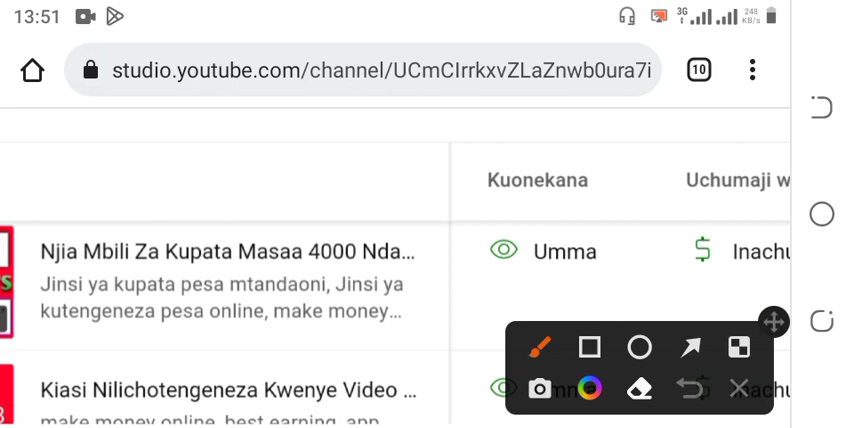 13:51
3G
248
KB/s
studio.youtube.com/channel/UCmCIrrkxvZLaZnwb0ura7i
10
Kuonekana
Uchumaji w
Njia Mbili Za Kupata Masaa 4000 Nda...
Umma
Inachu
Jinsi ya kupata pesa mtandaoni, Jinsi ya
kutengeneza pesa online, make money...
Kiasi Nilichotengeneza Kwenye Video ...
make money online, best earning, app